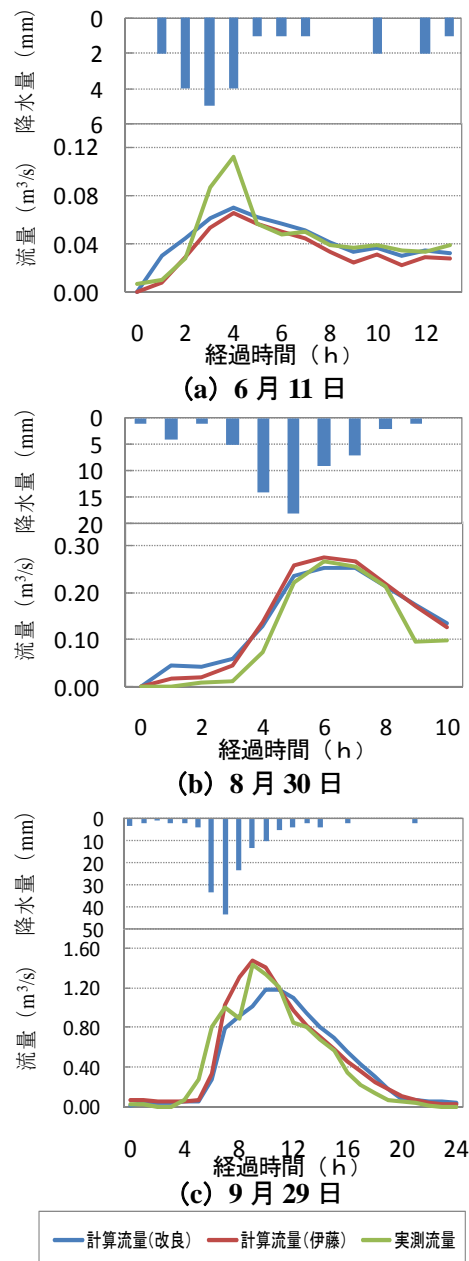 0
2
4
6
降水量 (mm)
0.12
0.08
0.04
0.00
流量 (m³/s)
0 2 4 6 8 10 12
経過時間 (h)
(a) 6 月 11 日
0
5
10
15
20
降水量 (mm)
0.30
0.20
0.10
0.00
流量 (m³/s)
0 2 4 6 8 10
経過時間 (h)
(b) 8 月 30 日
0
10
20
30
40
50
降水量 (mm)
1.60
1.20
0.80
0.40
0.00
流量 (m³/s)
0 4 8 12 16 20 24
経過時間 (h)
(c) 9 月 29 日
計算流量(改良) 計算流量(伊藤) 実測流量